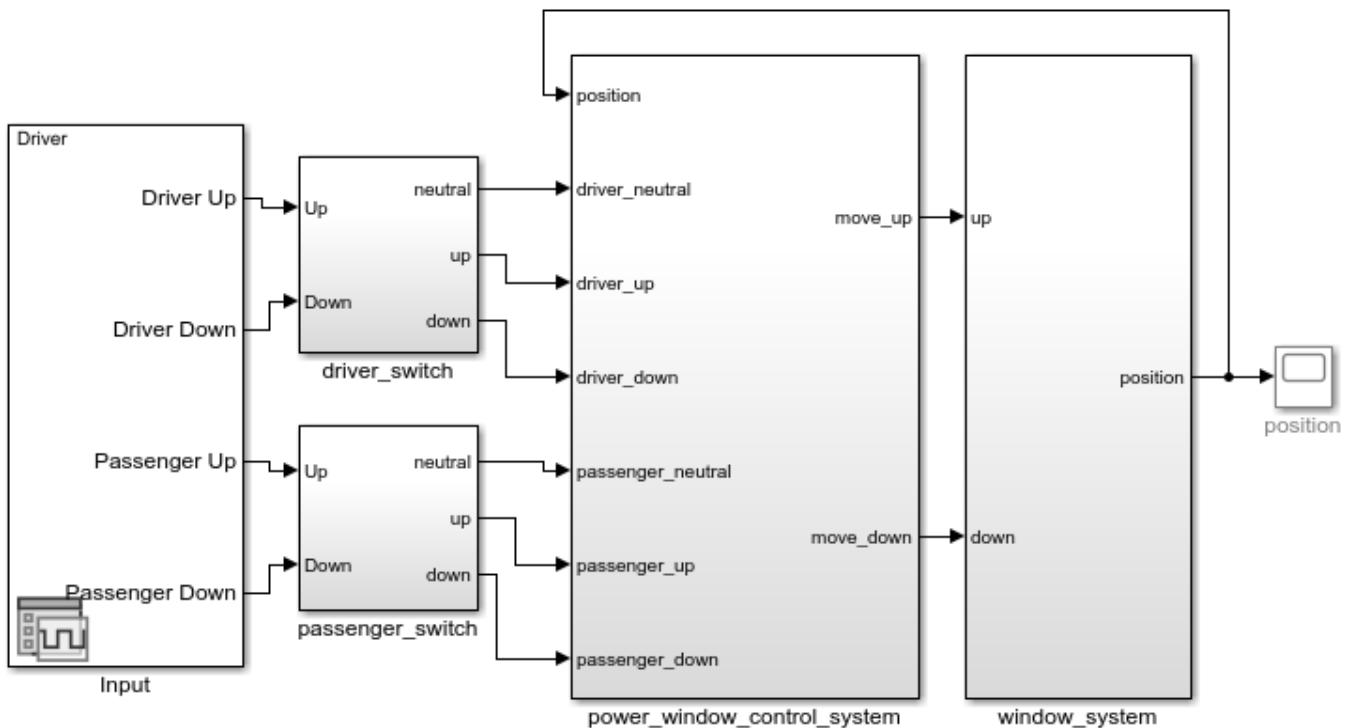 Driver
Driver Up
Driver Down
Passenger Up
Passenger Down
Input
Up
Down
neutral
up
down
driver_switch
Up
Down
neutral
up
down
passenger_switch
position
driver_neutral
driver_up
driver_down
passenger_neutral
passenger_up
passenger_down
move_up
move_down
power_window_control_system
up
down
position
window_system
position